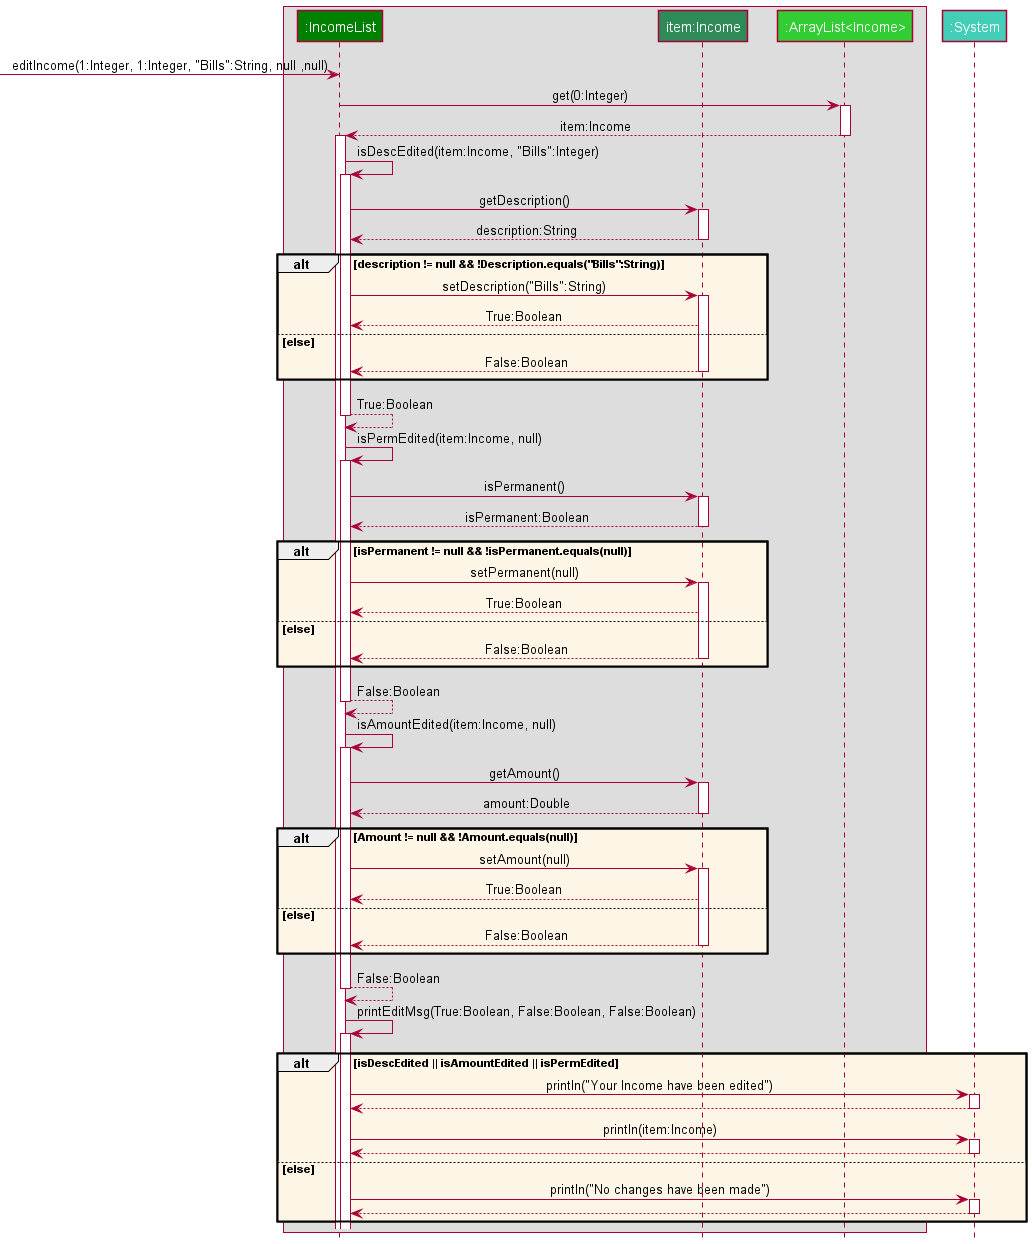 :IncomeList
item:Income
:ArrayList<Income>
:System
editIncome(1:Integer, 1:Integer, "Bills":String, null ,null)
get(0:Integer)
item:Income
isDescEdited(item:Income, "Bills":Integer)
getDescription()
description:String
alt
[description != null && !Description.equals("Bills":String)]
setDescription("Bills":String)
True:Boolean
[else]
False:Boolean
True:Boolean
isPermEdited(item:Income, null)
isPermanent()
isPermanent:Boolean
alt
[isPermanent != null && !isPermanent.equals(null)]
setPermanent(null)
True:Boolean
[else]
False:Boolean
False:Boolean
isAmountEdited(item:Income, null)
getAmount()
amount:Double
alt
[Amount != null && !Amount.equals(null)]
setAmount(null)
True:Boolean
[else]
False:Boolean
False:Boolean
printEditMsg(True:Boolean, False:Boolean, False:Boolean)
alt
[isDescEdited || isAmountEdited || isPermEdited]
println("Your Income have been edited")
println(item:Income)
[else]
println("No changes have been made")